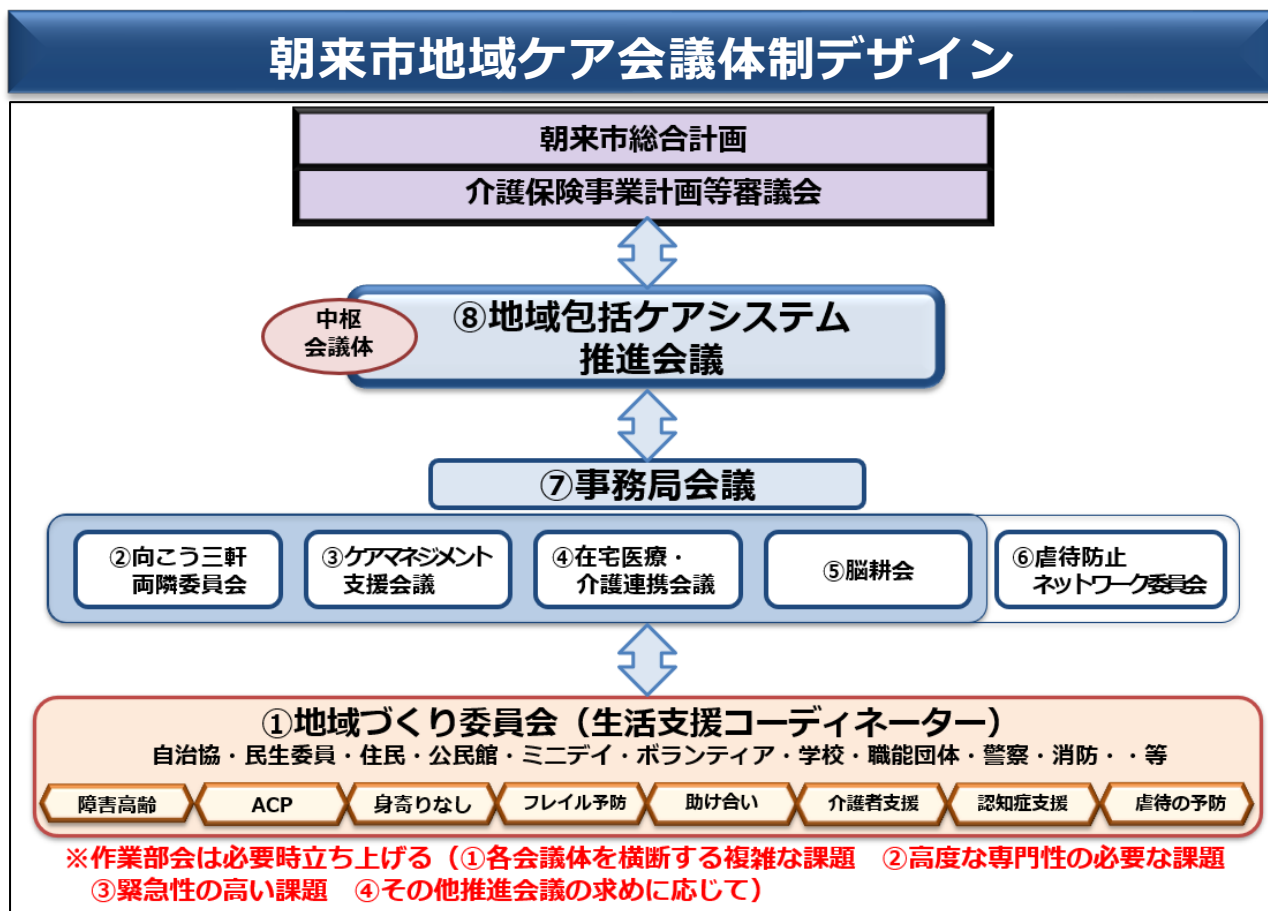 朝来市地域ケア会議体制デザイン
朝来市総合計画
介護保険事業計画等審議会
中枢
会議体
⑧地域包括ケアシステム
推進会議
⑦事務局会議
②向こう三軒
両隣委員会
③ケアマネジメント
支援会議
④在宅医療・
介護連携会議
⑤脳耕会
⑥虐待防止
ネットワーク委員会
①地域づくり委員会（生活支援コーディネーター）
自治協・民生委員・住民・公民館・ミニデイ・ボランティア・学校・職能団体・警察・消防・・等
障害高齢
ACP
身寄りなし
フレイル予防
助け合い
介護者支援
認知症支援
虐待の予防
※作業部会は必要時立ち上げる（①各会議体を横断する複雑な課題　②高度な専門性の必要な課題
③緊急性の高い課題　④その他推進会議の求めに応じて）